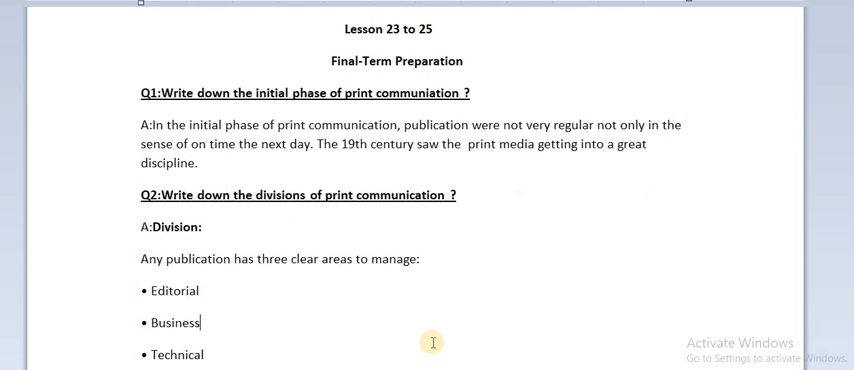 Lesson 23 to 25
Final-Term Preparation
Q1:Write down the initial phase of print communiation ?
A:In the initial phase of print communication, publication were not very regular not only in the
sense of on time the next day. The 19th century saw the  print media getting into a great
discipline.
Q2:Write down the divisions of print communication ?
A:Division:
Any publication has three clear areas to manage:
• Editorial
• Business
• Technical
Activate Windows
Go to Settings to activate Windows.